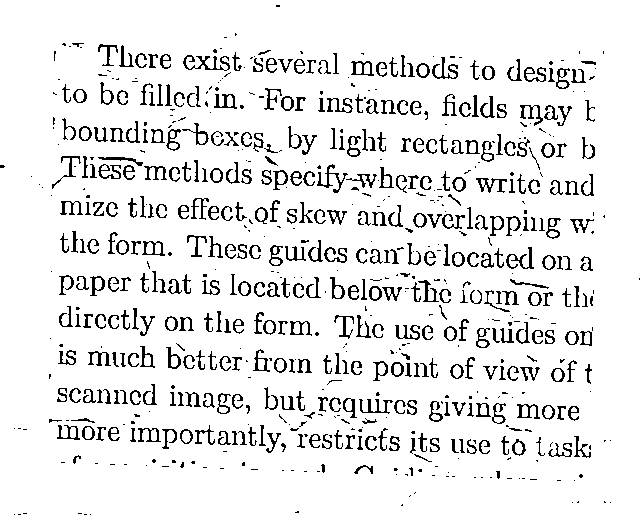 There exist several methods to design
to be filled in. For instance, fields may b
bounding boxes, by light rectangles or b
These methods specify where to write and
mize the effect of skew and overlapping w
the form. These guides can be located on a
paper that is located below the form or the
directly on the form. The use of guides on
is much better from the point of view of t
scanned image, but requires giving more
more importantly, restricts its use to tasks